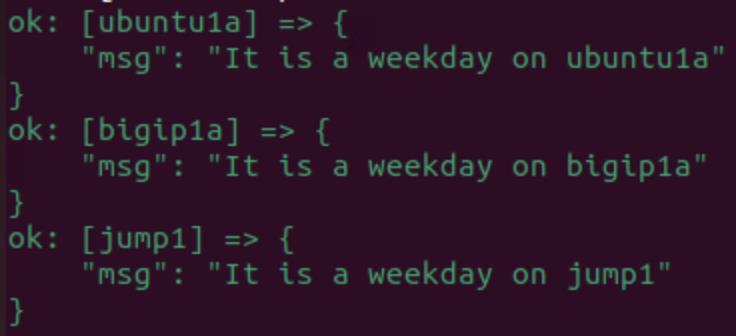 ok: [ubuntu1a] => {
    "msg": "It is a weekday on ubuntu1a"
}
ok: [bigip1a] => {
    "msg": "It is a weekday on bigip1a"
}
ok: [jump1] => {
    "msg": "It is a weekday on jump1"
}